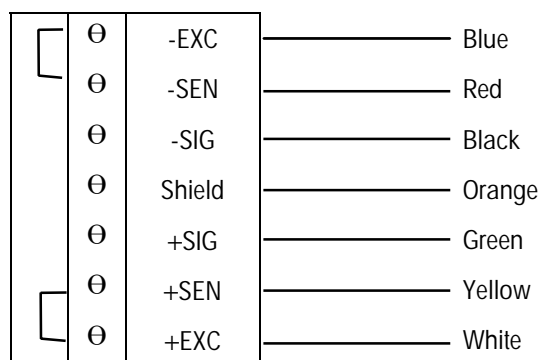 Ө -EXC Blue
Ө -SEN Red
Ө -SIG Black
Ө Shield Orange
Ө +SIG Green
Ө +SEN Yellow
Ө +EXC White